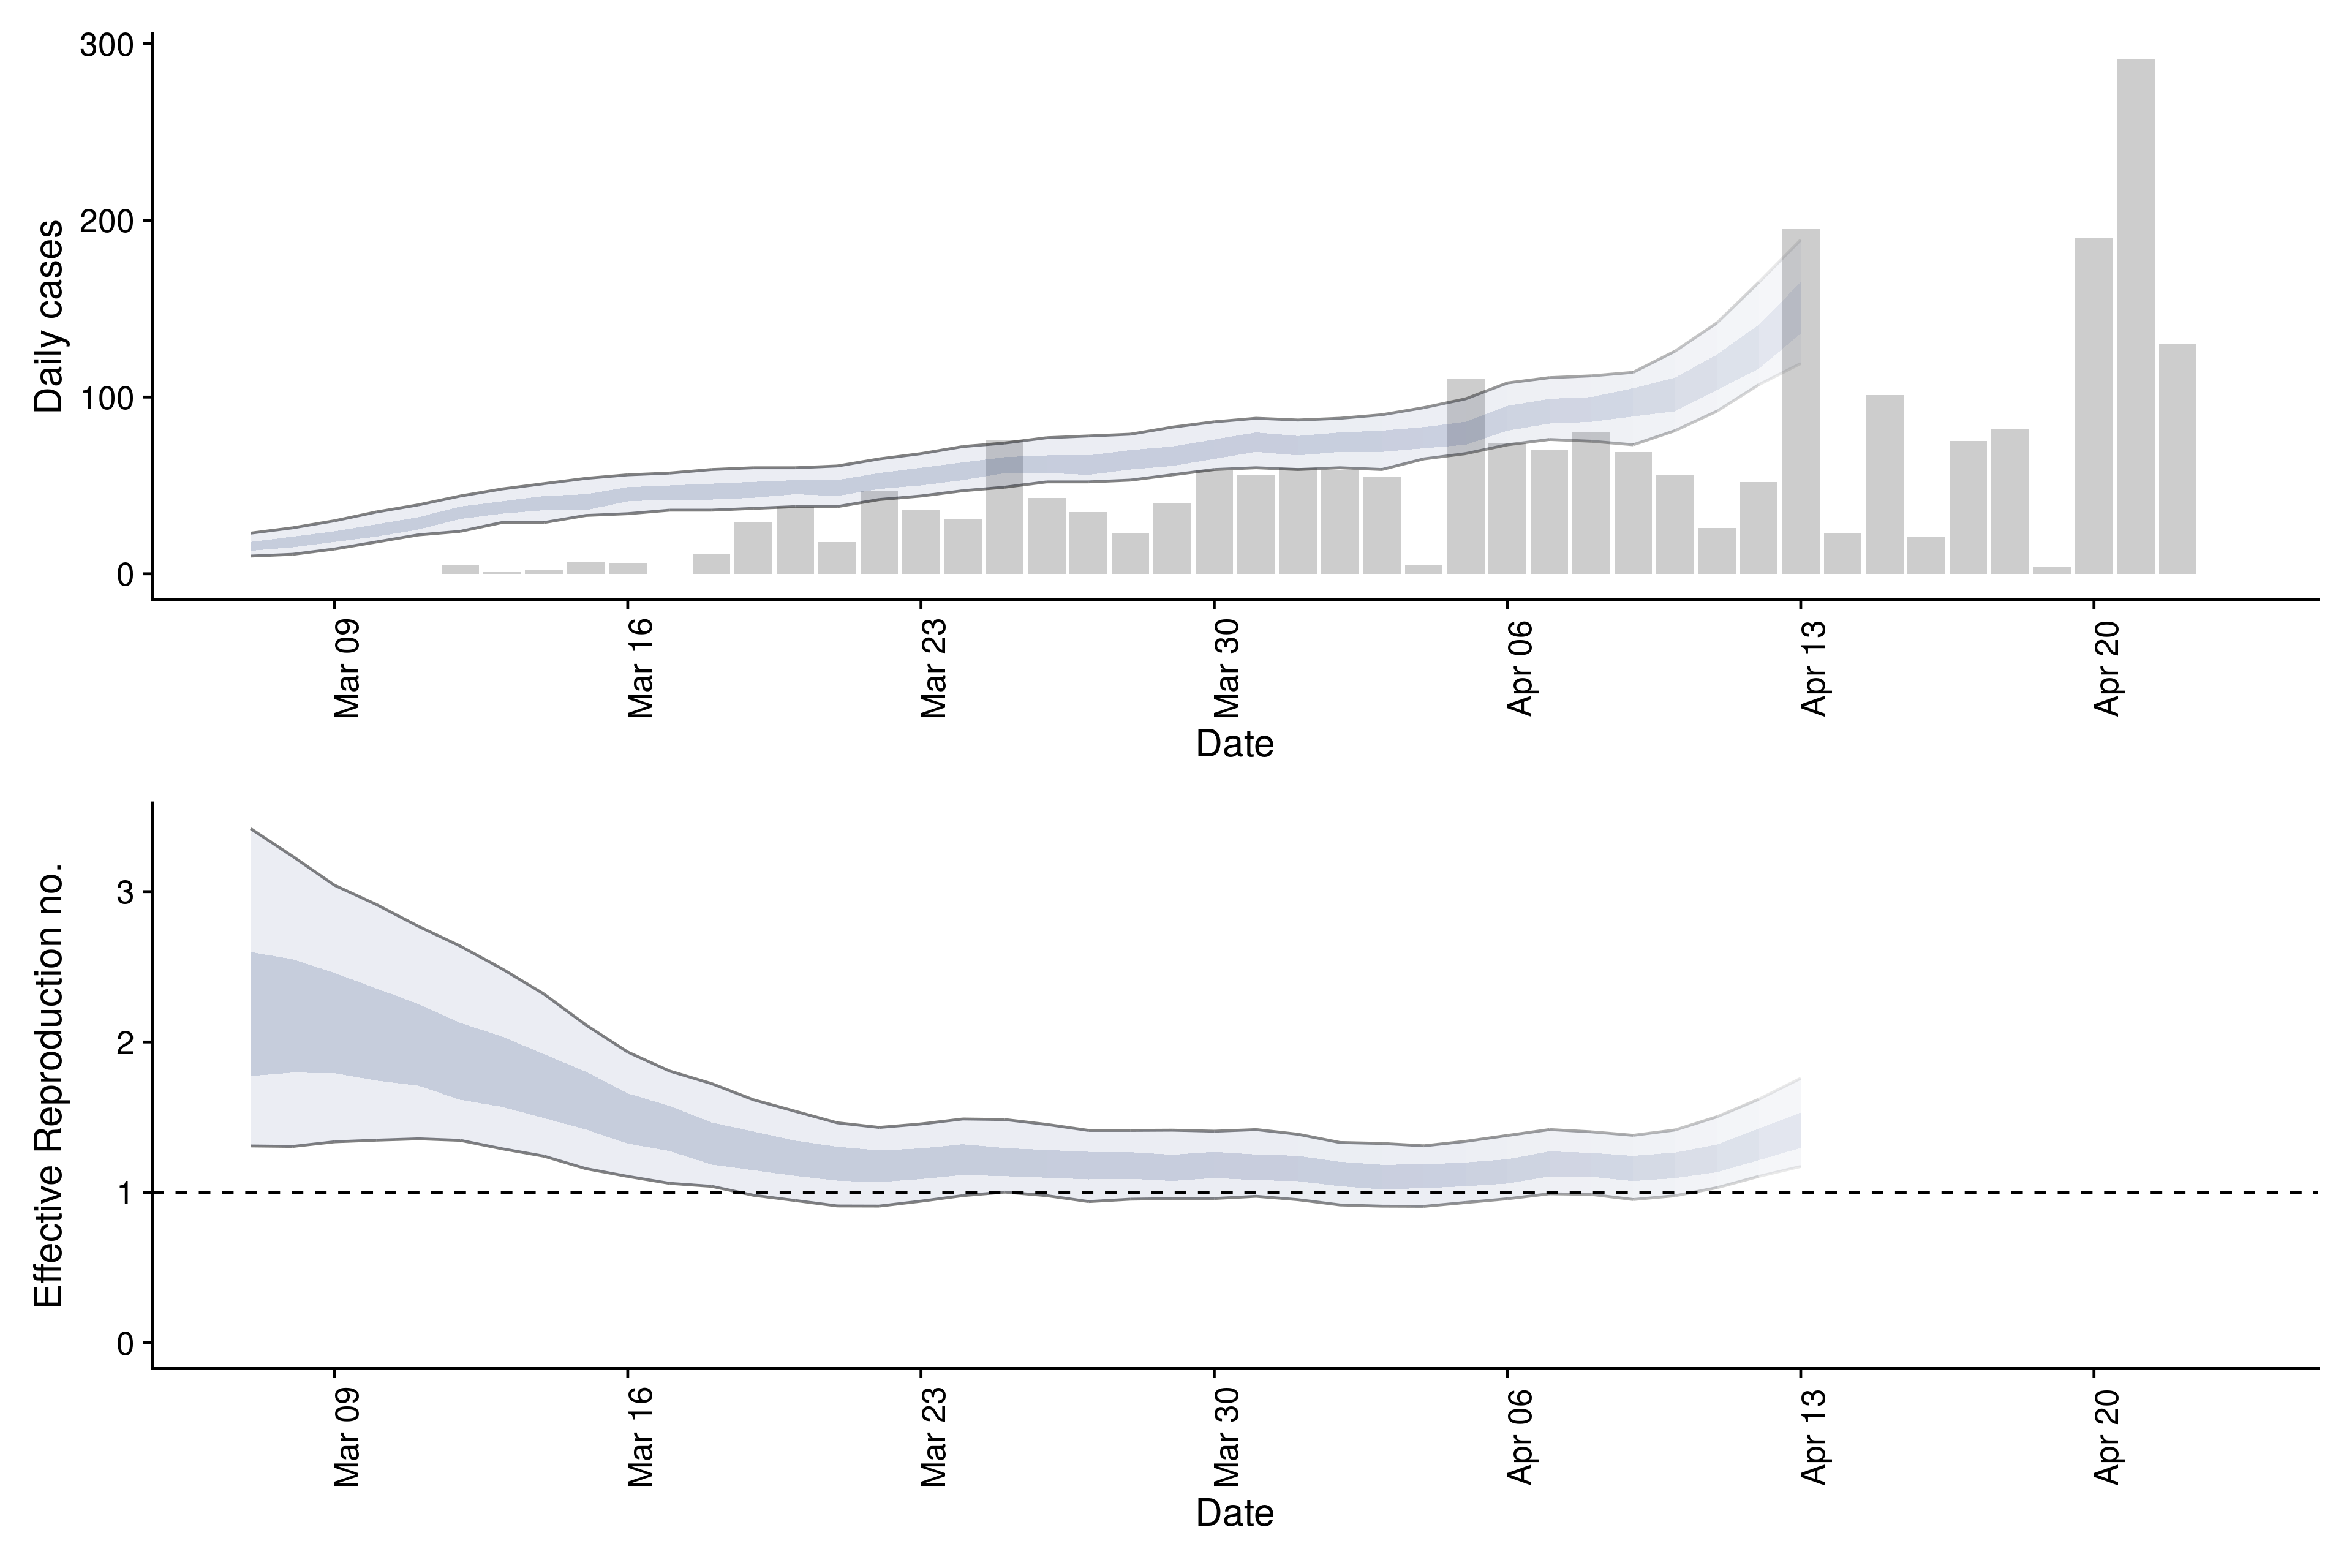 Daily cases
300
200
100
0
Mar 09
Mar 16
Mar 23
Mar 30
Apr 06
Apr 13
Apr 20
Date
Effective Reproduction no.
3
2
1
0
Mar 09
Mar 16
Mar 23
Mar 30
Apr 06
Apr 13
Apr 20
Date